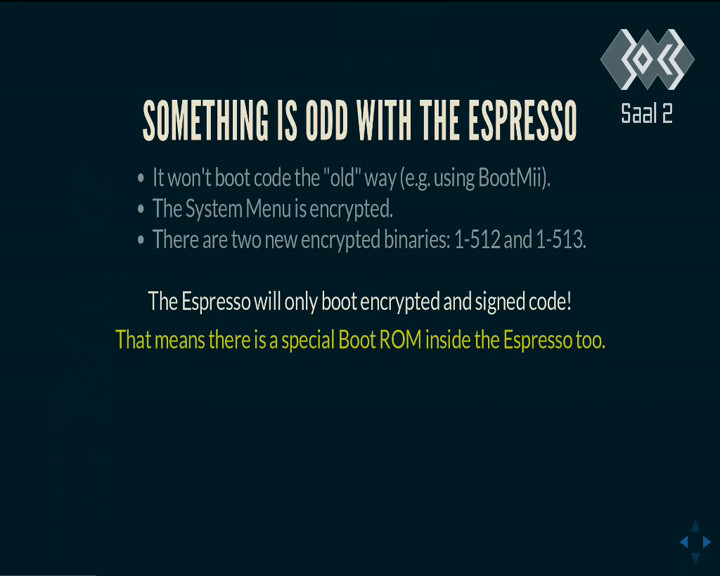 Saal 2
SOMETHING IS ODD WITH THE ESPRESSO
• It won't boot code the "old" way (e.g. using BootMii).
• The System Menu is encrypted.
• There are two new encrypted binaries: 1-512 and 1-513.
The Espresso will only boot encrypted and signed code!
That means there is a special Boot ROM inside the Espresso too.